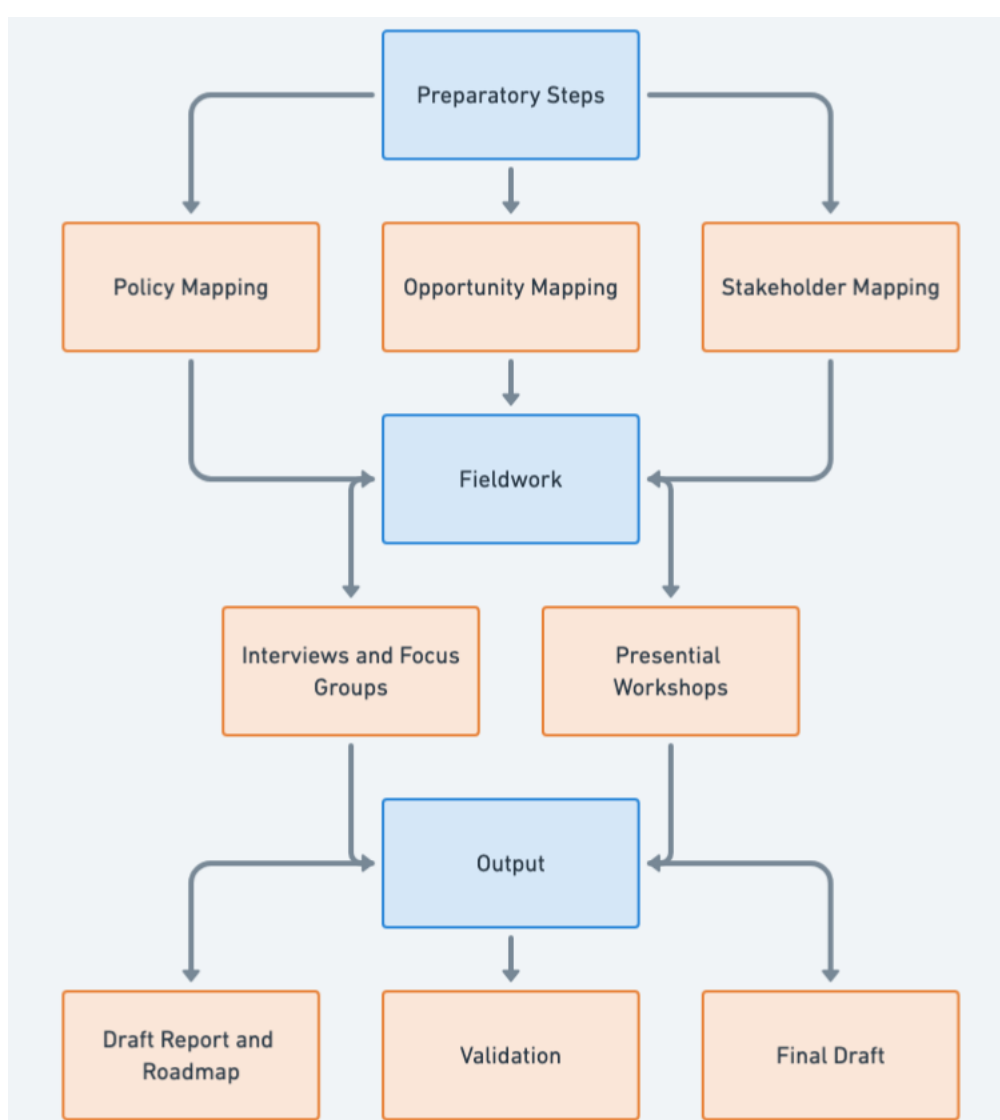 Preparatory Steps
Policy Mapping
Opportunity Mapping
Stakeholder Mapping
Fieldwork
Interviews and Focus
Groups
Presential
Workshops
Output
Draft Report and
Roadmap
Validation
Final Draft